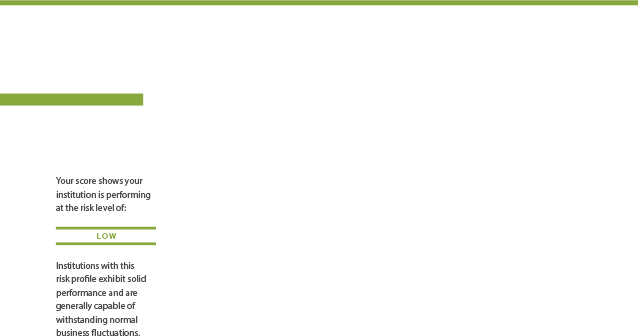 Your score shows your
institution is performing
at the risk level of:
LOW
Institutions with this
risk profile exhibit solid
performance and are
generally capable of
withstanding normal
business fluctuations.